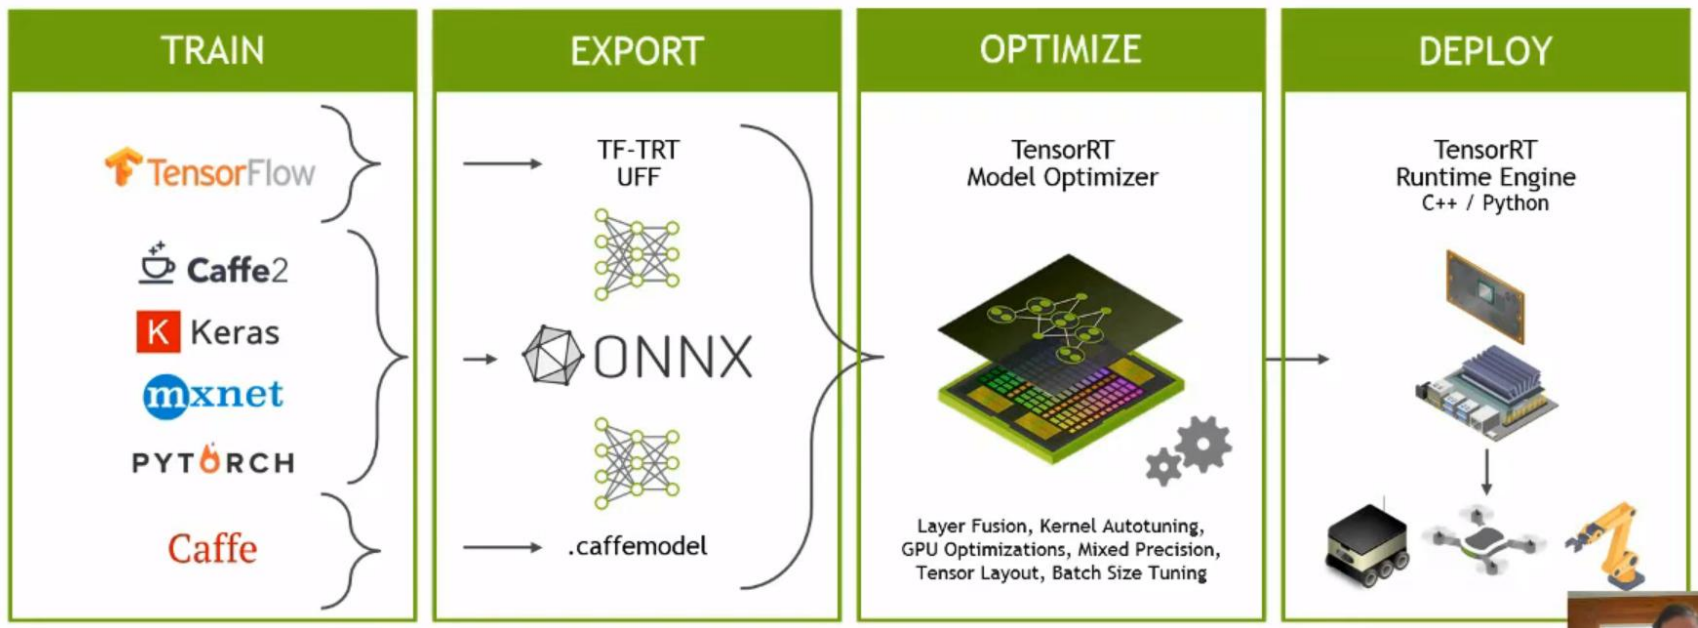 TRAIN
TensorFlow
Caffe2
K Keras
mxnet
PYTORCH
Caffe
EXPORT
TF-TRT
UFF
ONNX
.caffemodel
OPTIMIZE
TensorRT
Model Optimizer
Layer Fusion, Kernel Autotuning,
GPU Optimizations, Mixed Precision,
Tensor Layout, Batch Size Tuning
DEPLOY
TensorRT
Runtime Engine
C++ / Python